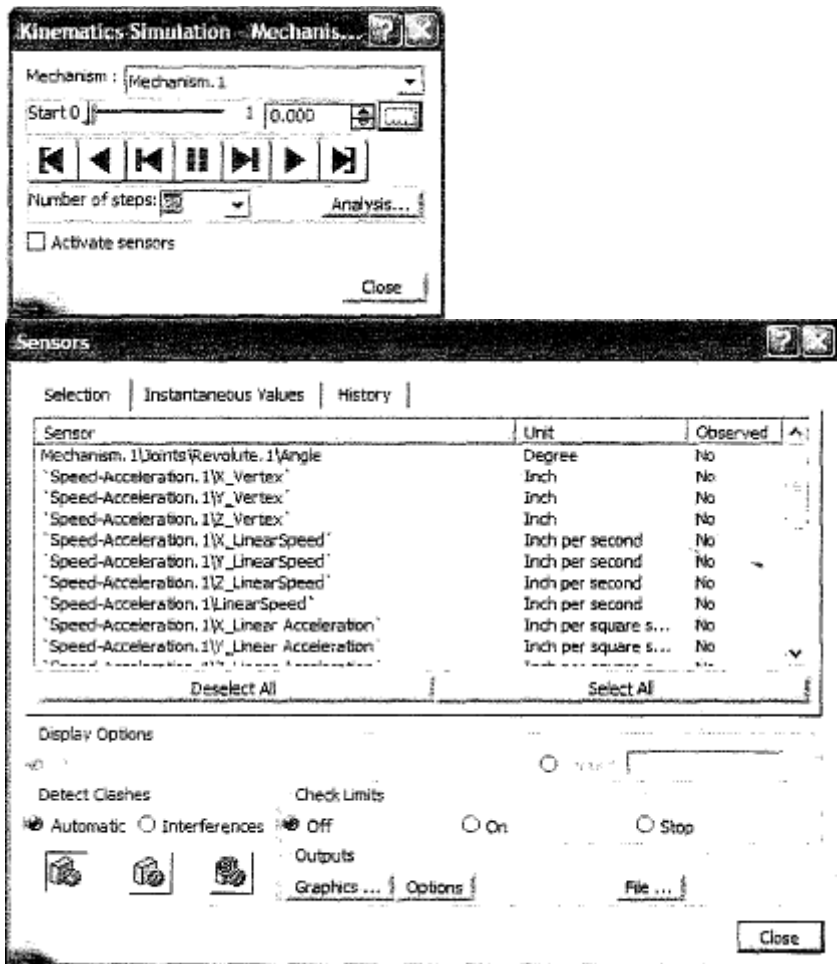 Kinematics Simulation - Mechanis...
Mechanism : Mechanism.1
Start 0 1 0.000 ...
Number of steps: Analysis...
Activate sensors
Close
Sensors
Selection Instantaneous Values History
Sensor Unit Observed
Mechanism.1\Joints\Revolute.1\Angle Degree No
`Speed-Acceleration.1\X_Vertex` Inch No
`Speed-Acceleration.1\Y_Vertex` Inch No
`Speed-Acceleration.1\Z_Vertex` Inch No
`Speed-Acceleration.1\X_LinearSpeed` Inch per second No
`Speed-Acceleration.1\Y_LinearSpeed` Inch per second No
`Speed-Acceleration.1\Z_LinearSpeed` Inch per second No
`Speed-Acceleration.1\LinearSpeed` Inch per second No
`Speed-Acceleration.1\X_Linear Acceleration` Inch per square s... No
`Speed-Acceleration.1\Y_Linear Acceleration` Inch per square s... No
Deselect All Select All
Display Options
Detect Clashes Check Limits
Automatic Interferences Off On Stop
Outputs
Graphics ... Options File ...
Close